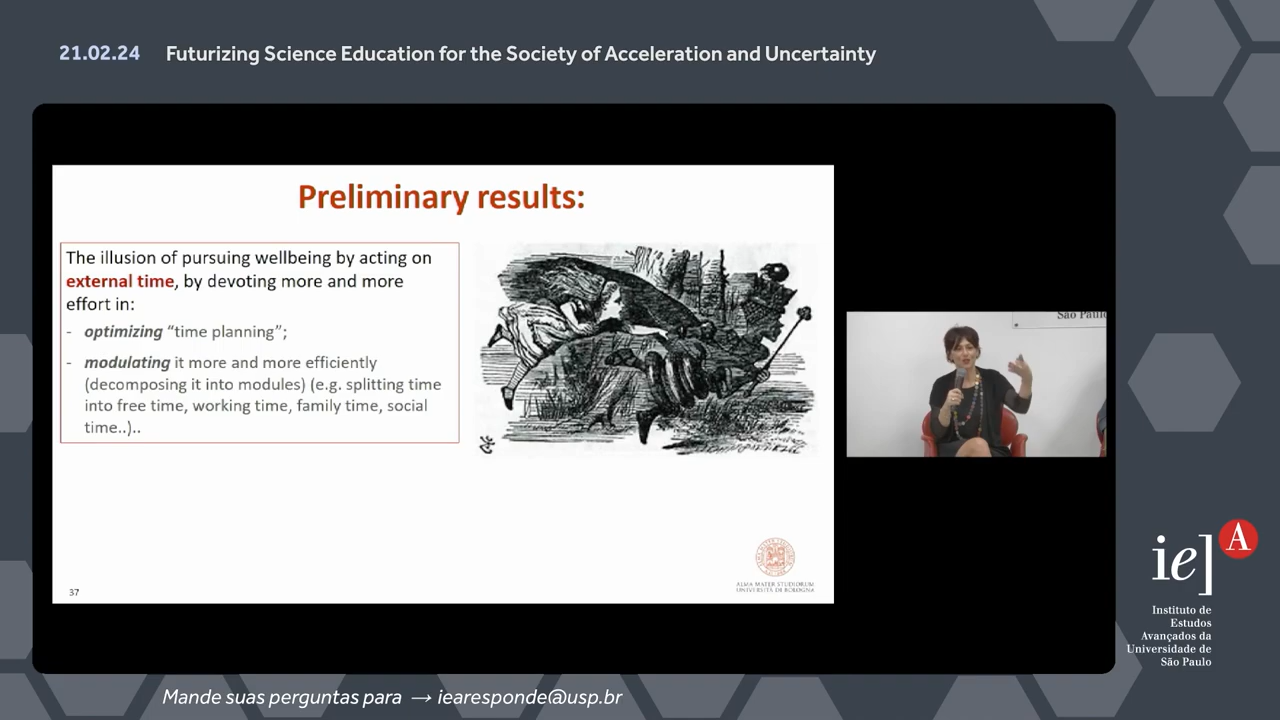 21.02.24 Futurizing Science Education for the Society of Acceleration and Uncertainty
Preliminary results:
The illusion of pursuing wellbeing by acting on
external time, by devoting more and more
effort in:
- optimizing “time planning”;
- modulating it more and more efficiently
(decomposing it into modules) (e.g. splitting time
into free time, working time, family time, social
time..)..
ALMA MATER STUDIORUM
UNIVERSITÀ DI BOLOGNA
37
São Paulo
ie] A
Instituto de
Estudos
Avançados da
Universidade de
São Paulo
Mande suas perguntas para → iearesponde@usp.br